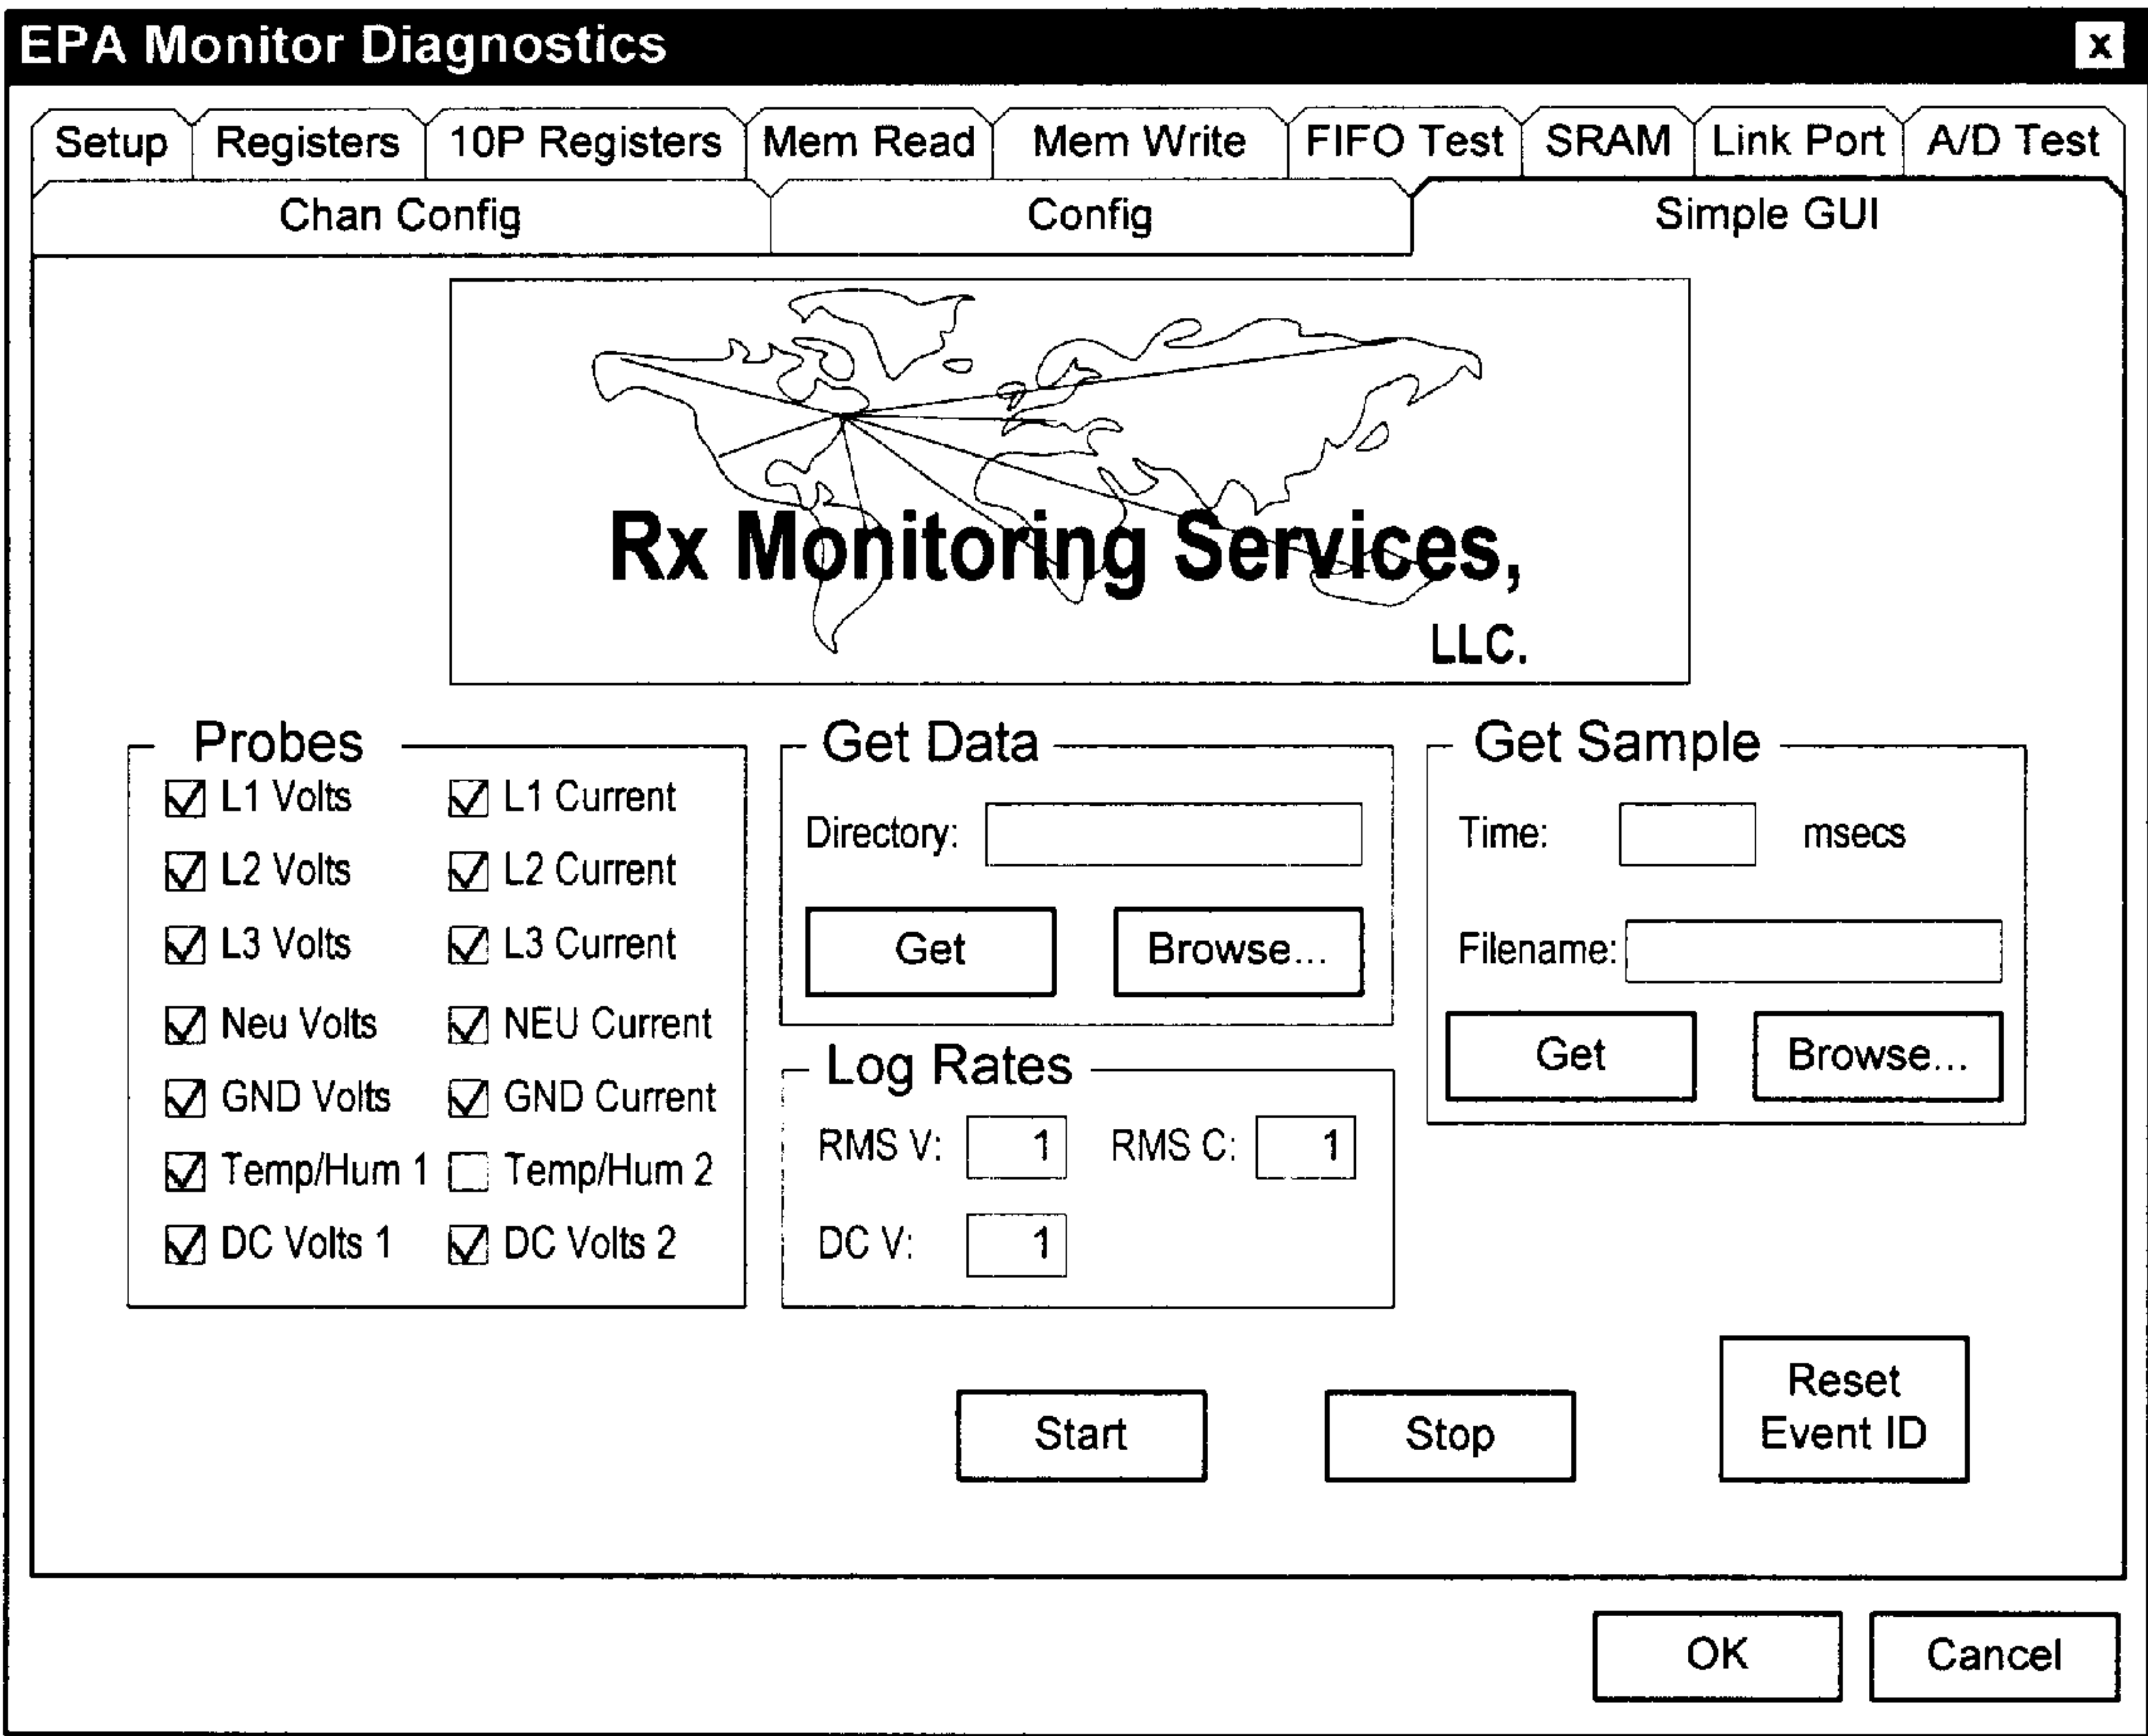 EPA Monitor Diagnostics x
Setup Registers 10P Registers Mem Read Mem Write FIFO Test SRAM Link Port A/D Test
Chan Config Config Simple GUI
Rx Monitoring Services,
LLC.
Probes
L1 Volts L1 Current
L2 Volts L2 Current
L3 Volts L3 Current
Neu Volts NEU Current
GND Volts GND Current
Temp/Hum 1 Temp/Hum 2
DC Volts 1 DC Volts 2
Get Data
Directory:
Get Browse...
Log Rates
RMS V: 1 RMS C: 1
DC V: 1
Get Sample
Time: msecs
Filename:
Get Browse...
Start Stop
Reset
Event ID
OK Cancel